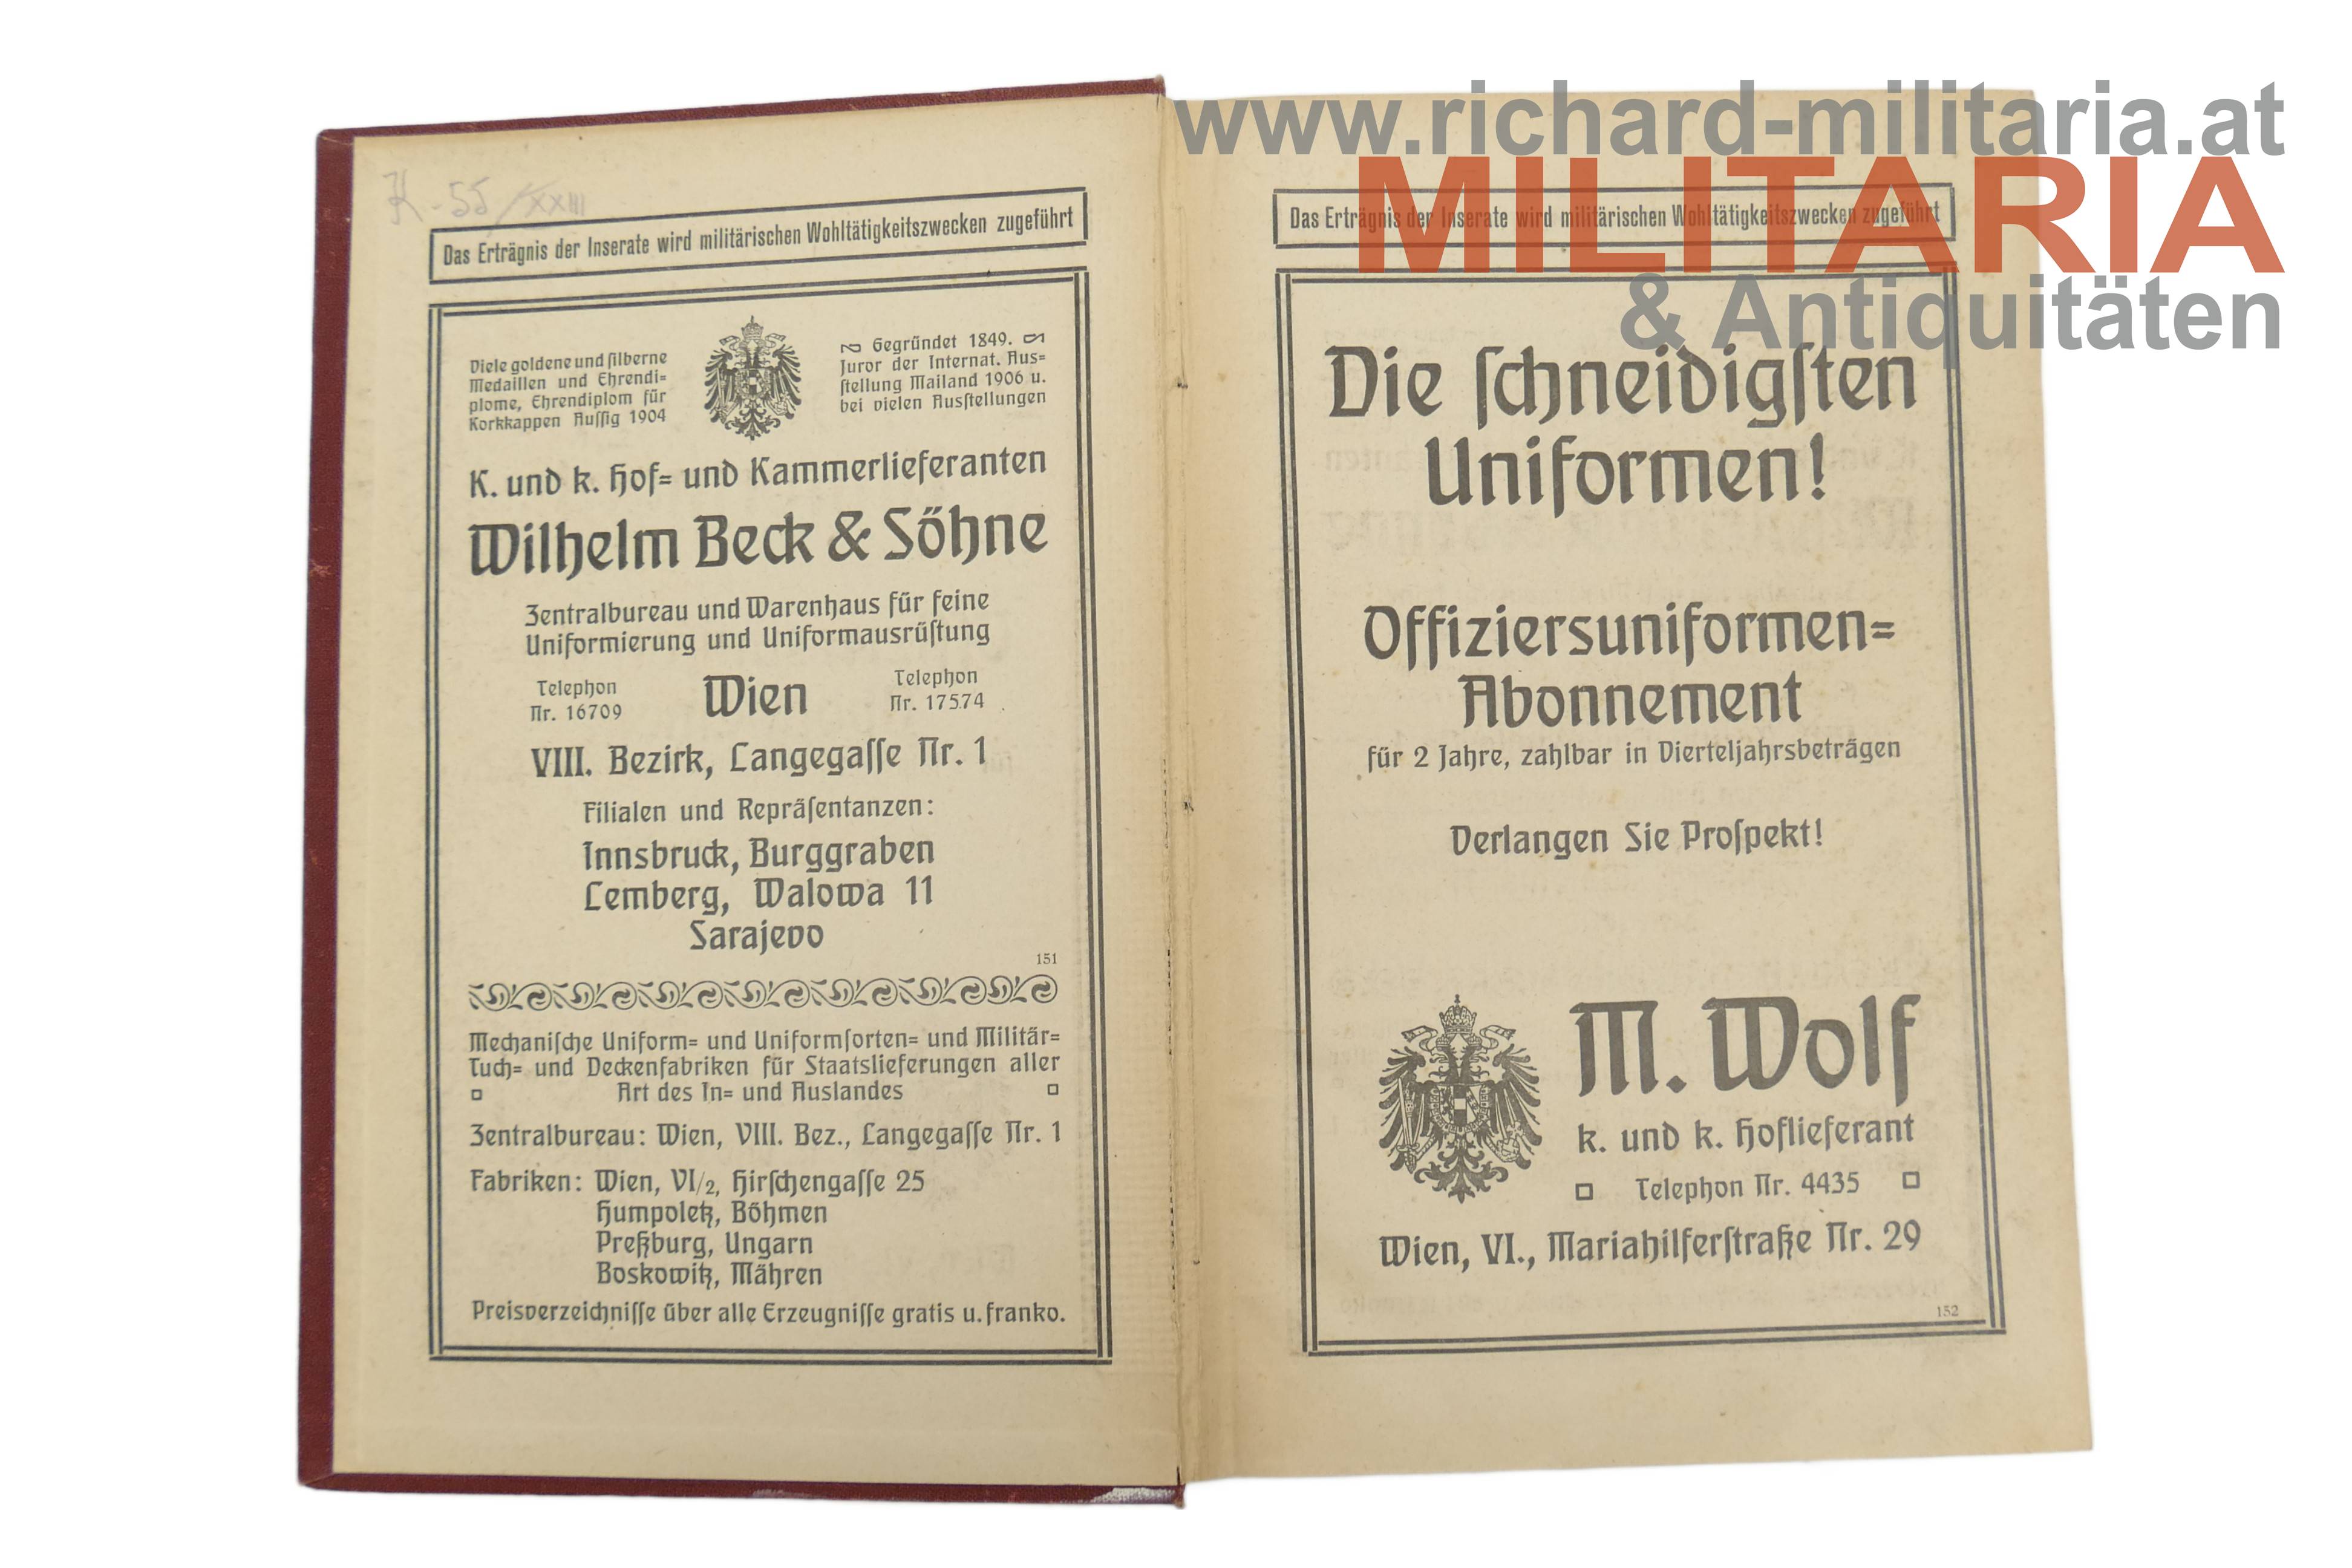 www.richard-militaria.at
MILITARIA
& Antiquitäten
K-55/XXIII
Das Erträgnis der Inserate wird militärischen Wohltätigkeitszwecken zugeführt
Viele goldene und ſilberne
Medaillen und Ehrendi=
plome, Ehrendiplom für
Korkkappen Auſſig 1904
Gegründet 1849.
Juror der Internat. Aus=
ſtellung Mailand 1906 u.
bei vielen Ausſtellungen
K. und k. Hof= und Kammerlieferanten
Wilhelm Beck & Söhne
Zentralbureau und Warenhaus für feine
Uniformierung und Uniformausrüſtung
Telephon
Nr. 16709
Wien
Telephon
Nr. 17574
VIII. Bezirk, Langegaſſe Nr. 1
Filialen und Repräſentanzen:
Innsbruck, Burggraben
Lemberg, Walowa 11
Sarajevo
151
Mechaniſche Uniform= und Uniformſorten= und Militär=
Tuch= und Deckenfabriken für Staatslieferungen aller
Art des In= und Auslandes
Zentralbureau: Wien, VIII. Bez., Langegaſſe Nr. 1
Fabriken: Wien, VI/2, Hirſchengaſſe 25
Humpoletz, Böhmen
Preßburg, Ungarn
Boskowitz, Mähren
Preisverzeichniſſe über alle Erzeugniſſe gratis u. franko.
Das Erträgnis der Inserate wird militärischen Wohltätigkeitszwecken zugeführt
Die ſchneidigſten
Uniformen!
Offiziersuniformen=
Abonnement
für 2 Jahre, zahlbar in Vierteljahrsbeträgen
Verlangen Sie Proſpekt!
M. Wolf
k. und k. Hoflieferant
Telephon Nr. 4435
Wien, VI., Mariahilferſtraße Nr. 29
152